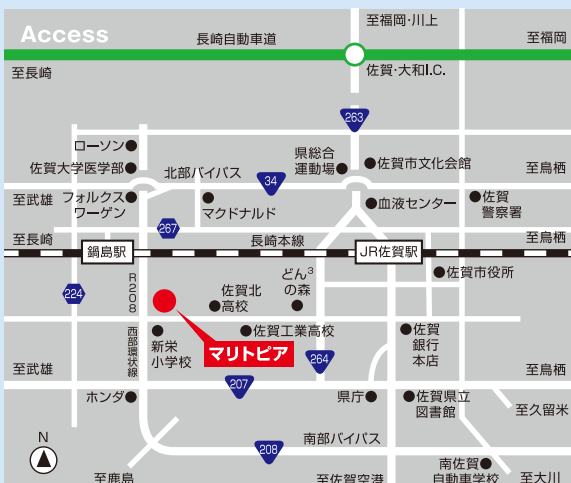 Access
長崎自動車道
至福岡・川上
至福岡
至長崎
佐賀・大和I.C.
263
ローソン
佐賀大学医学部
北部バイパス
県総合
運動場
佐賀市文化会館
至鳥栖
34
至武雄
フォルクス
ワーゲン
マクドナルド
血液センター
佐賀
警察署
267
至長崎
長崎本線
至鳥栖
鍋島駅
JR佐賀駅
佐賀市役所
R208
西部環状線
224
佐賀北
高校
どん3
の森
新栄
小学校
佐賀工業高校
佐賀
銀行
本店
マリトピア
264
至武雄
至鳥栖
207
ホンダ
県庁
佐賀県立
図書館
至久留米
N
208
南部バイパス
南佐賀
自動車学校
至鹿島
至佐賀空港
至大川